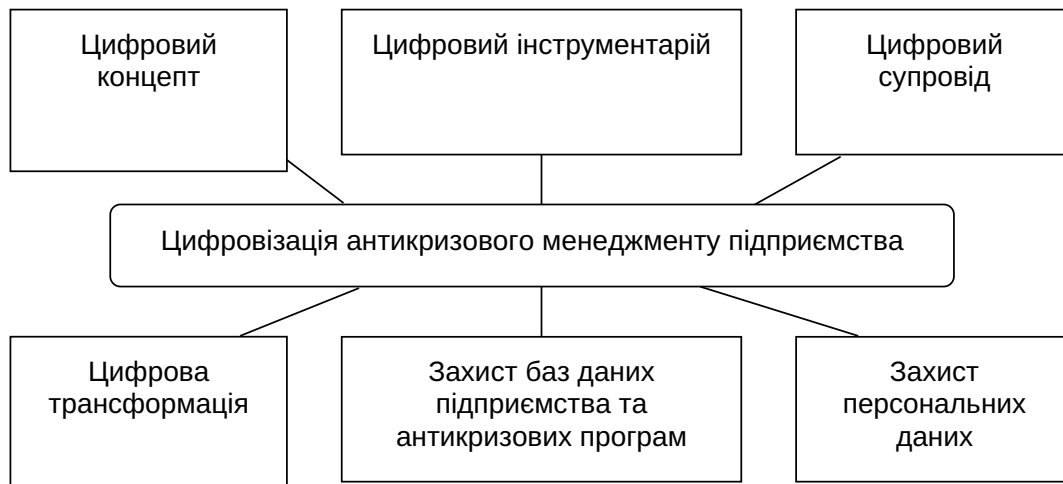 Цифровий
концепт
Цифровий інструментарій
Цифровий
супровід
Цифровізація антикризового менеджменту підприємства
Цифрова
трансформація
Захист баз даних
підприємства та
антикризових програм
Захист
персональних
даних